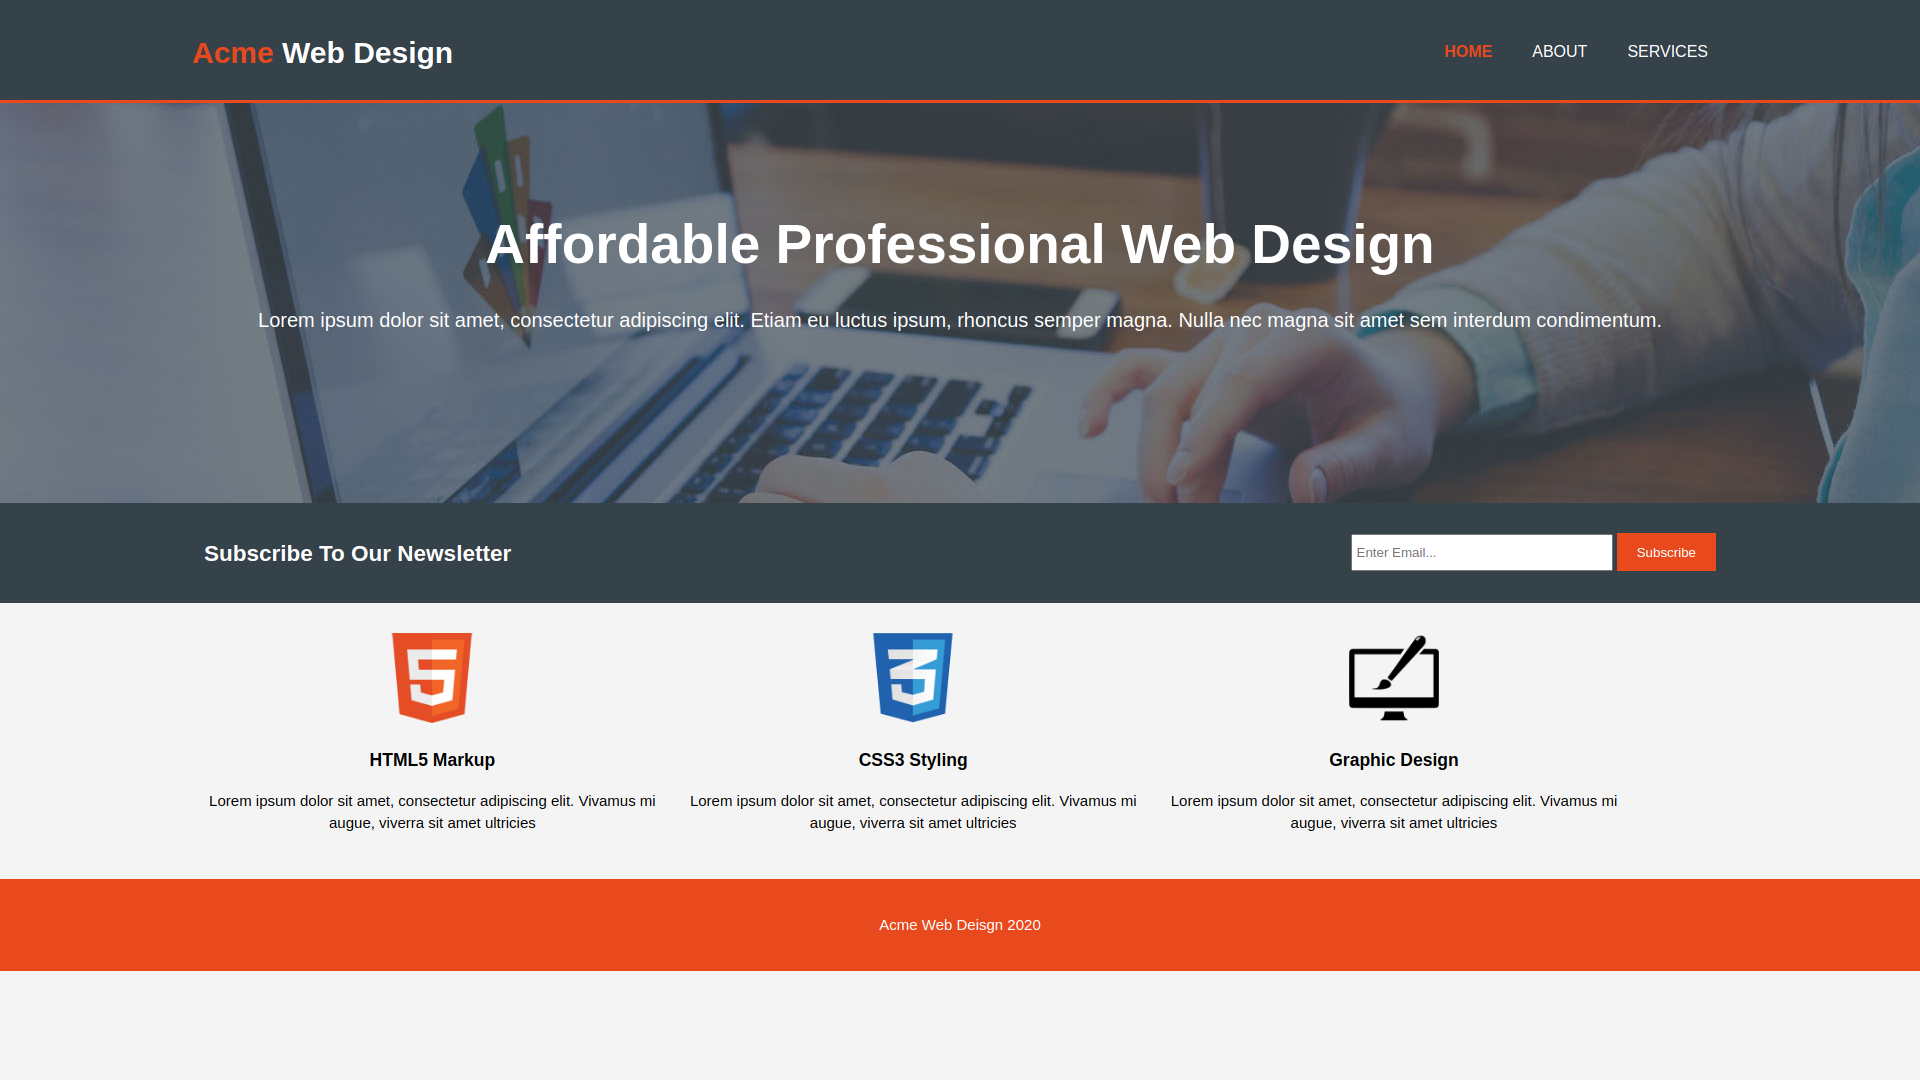 Acme Web Design
HOME ABOUT SERVICES
Affordable Professional Web Design
Lorem ipsum dolor sit amet, consectetur adipiscing elit. Etiam eu luctus ipsum, rhoncus semper magna. Nulla nec magna sit amet sem interdum condimentum.
Subscribe To Our Newsletter
Enter Email... Subscribe
HTML5 Markup
Lorem ipsum dolor sit amet, consectetur adipiscing elit. Vivamus mi
augue, viverra sit amet ultricies
CSS3 Styling
Lorem ipsum dolor sit amet, consectetur adipiscing elit. Vivamus mi
augue, viverra sit amet ultricies
Graphic Design
Lorem ipsum dolor sit amet, consectetur adipiscing elit. Vivamus mi
augue, viverra sit amet ultricies
Acme Web Deisgn 2020